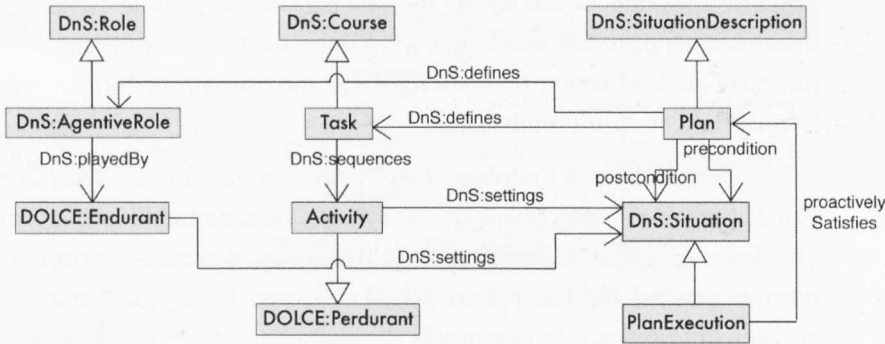 DnS:Role
DnS:Course
DnS:SituationDescription
DnS:defines
DnS:AgentiveRole
Task
DnS:defines
Plan
DnS:playedBy
DnS:sequences
precondition
postcondition
proactively
Satisfies
DOLCE:Endurant
Activity
DnS:settings
DnS:Situation
DnS:settings
DOLCE:Perdurant
PlanExecution